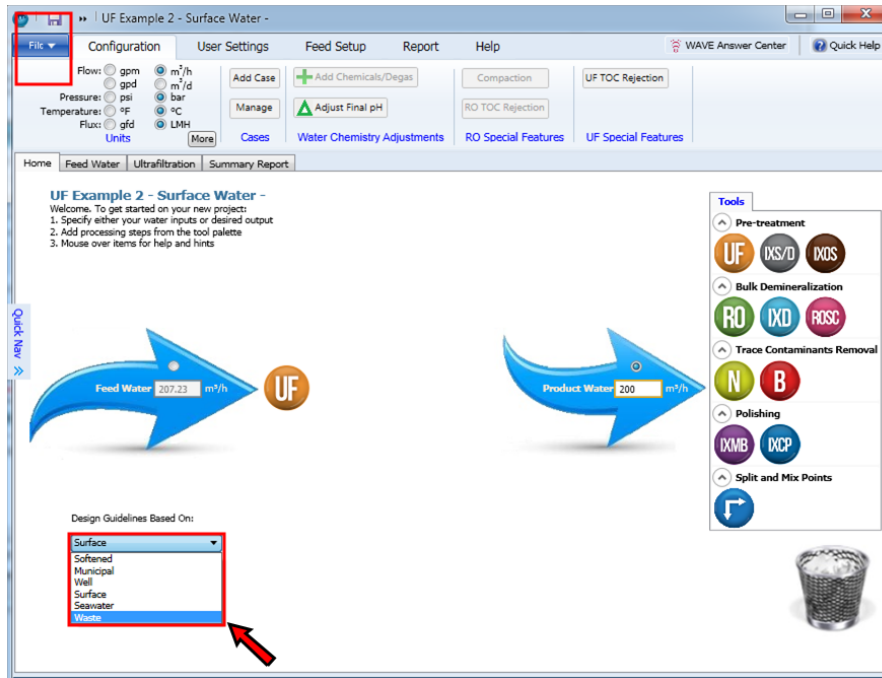 UF Example 2 - Surface Water -
File
Configuration
User Settings
Feed Setup
Report
Help
WAVE Answer Center
Quick Help
Flow: gpm m³/h
gpd m³/d
Pressure: psi bar
Temperature: °F °C
Flux: gfd LMH
Units
More
Add Case
Manage
Cases
Add Chemicals/Degas
Adjust Final pH
Water Chemistry Adjustments
Compaction
RO TOC Rejection
RO Special Features
UF TOC Rejection
UF Special Features
Home
Feed Water
Ultrafiltration
Summary Report
UF Example 2 - Surface Water -
Welcome. To get started on your new project:
1. Specify either your water inputs or desired output
2. Add processing steps from the tool palette
3. Mouse over items for help and hints
Quick Nav
Feed Water 207.23 m³/h
UF
Product Water 200 m³/h
Tools
Pre-treatment
UF IXS/D IXOS
Bulk Demineralization
RO IXD ROSC
Trace Contaminants Removal
N B
Polishing
IXMB IXCP
Split and Mix Points
Design Guidelines Based On:
Surface
Softened
Municipal
Well
Surface
Seawater
Waste